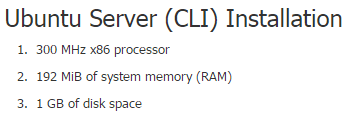 Ubuntu Server (CLI) Installation
1. 300 MHz x86 processor
2. 192 MiB of system memory (RAM)
3. 1 GB of disk space